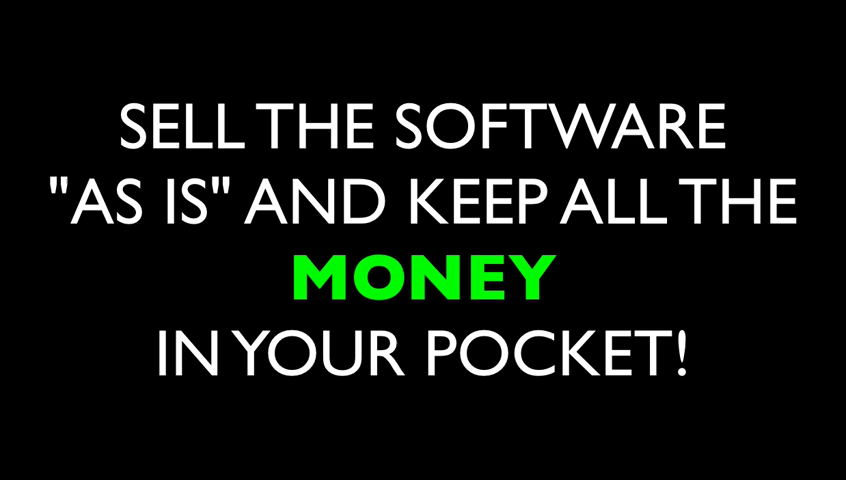 SELL THE SOFTWARE
"AS IS" AND KEEP ALL THE
MONEY
IN YOUR POCKET!